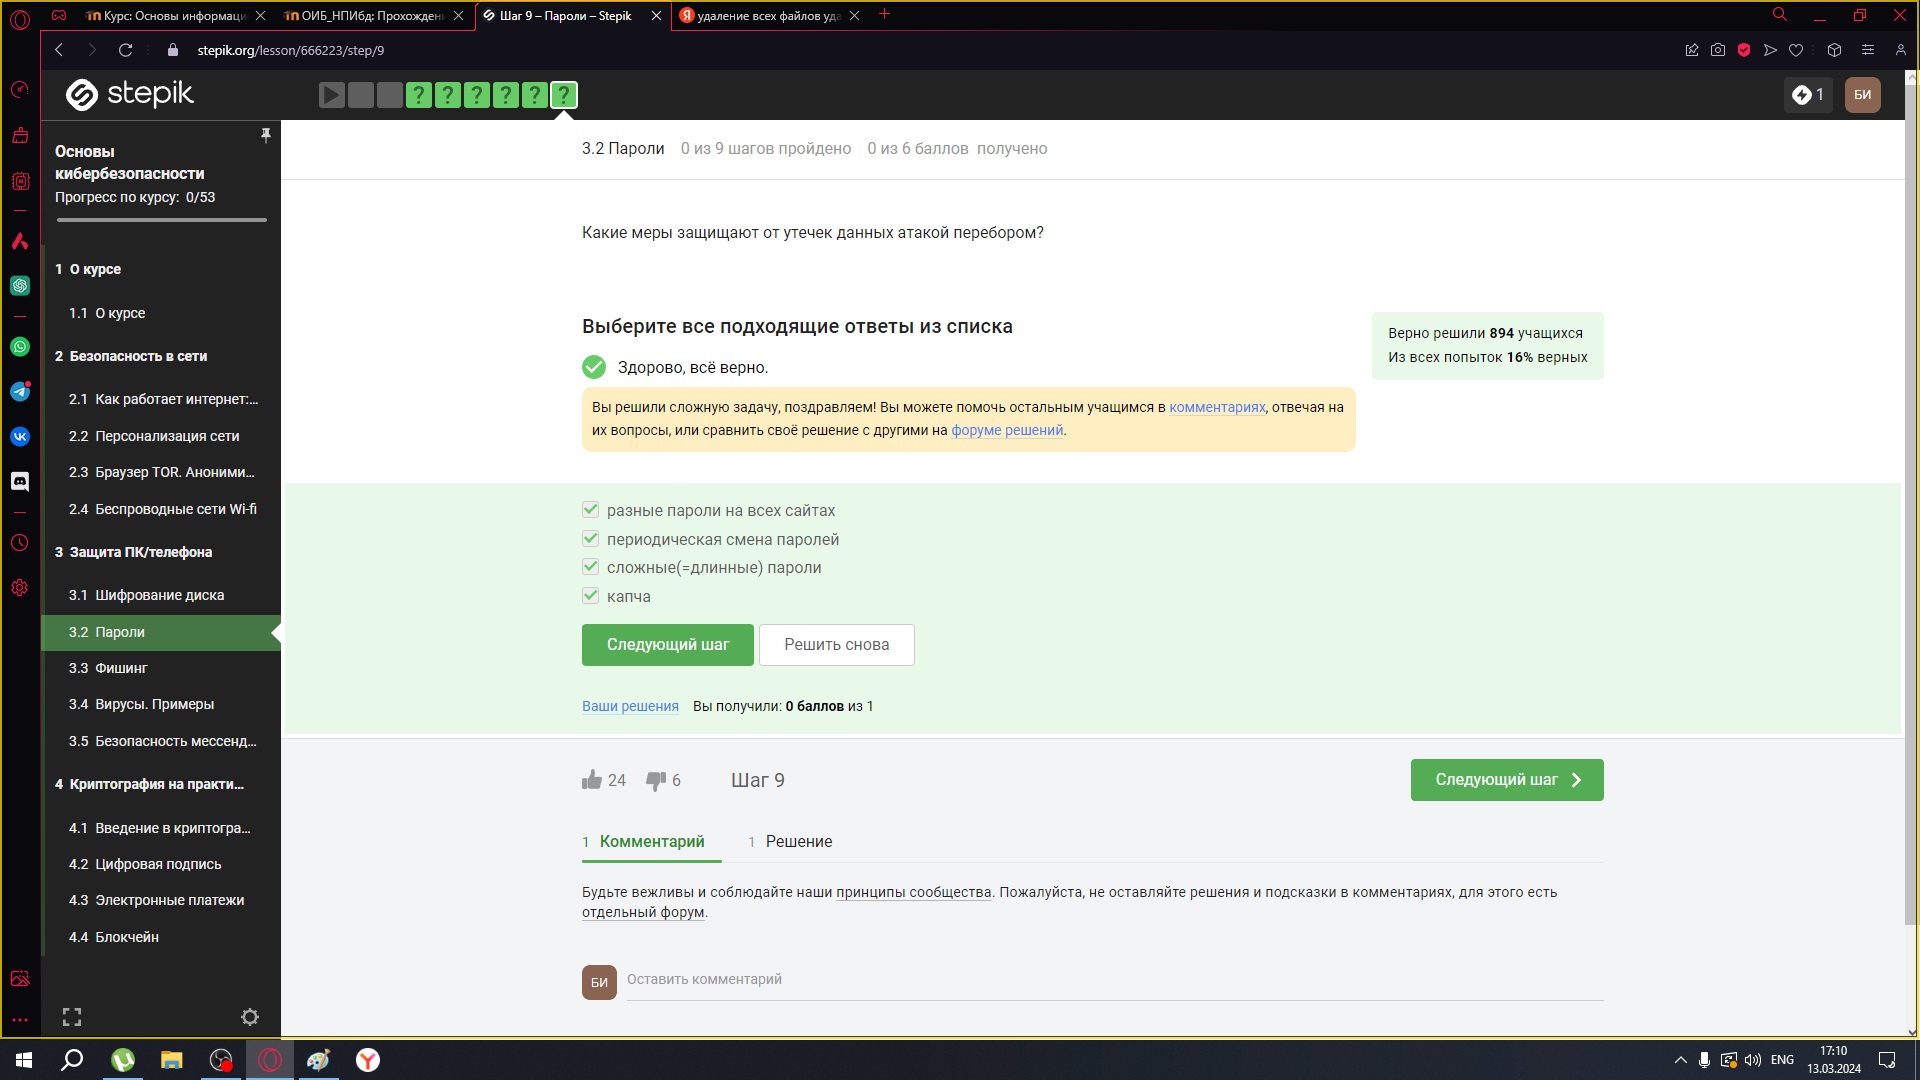 Курс: Основы информаци
ОИБ_НПИбд: Прохожден
Шаг 9 – Пароли – Stepik
удаление всех файлов уда
stepik.org/lesson/666223/step/9
stepik
1
БИ
Основы
кибербезопасности
Прогресс по курсу: 0/53
1 О курсе
1.1 О курсе
2 Безопасность в сети
2.1 Как работает интернет:...
2.2 Персонализация сети
2.3 Браузер TOR. Аноними...
2.4 Беспроводные сети Wi-fi
3 Защита ПК/телефона
3.1 Шифрование диска
3.2 Пароли
3.3 Фишинг
3.4 Вирусы. Примеры
3.5 Безопасность мессенд...
4 Криптография на практи...
4.1 Введение в криптогра...
4.2 Цифровая подпись
4.3 Электронные платежи
4.4 Блокчейн
3.2 Пароли 0 из 9 шагов пройдено 0 из 6 баллов получено
Какие меры защищают от утечек данных атакой перебором?
Выберите все подходящие ответы из списка
Здорово, всё верно.
Вы решили сложную задачу, поздравляем! Вы можете помочь остальным учащимся в комментариях, отвечая на
их вопросы, или сравнить своё решение с другими на форуме решений.
Верно решили 894 учащихся
Из всех попыток 16% верных
разные пароли на всех сайтах
периодическая смена паролей
сложные(=длинные) пароли
капча
Следующий шаг
Решить снова
Ваши решения Вы получили: 0 баллов из 1
24 6 Шаг 9
Следующий шаг
1 Комментарий 1 Решение
Будьте вежливы и соблюдайте наши принципы сообщества. Пожалуйста, не оставляйте решения и подсказки в комментариях, для этого есть
отдельный форум.
БИ Оставить комментарий
ENG
17:10
13.03.2024